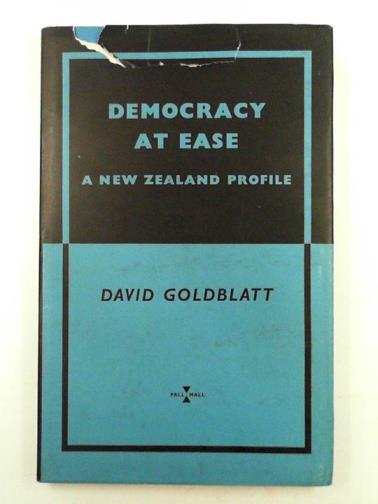 DEMOCRACY
AT EASE
A NEW ZEALAND PROFILE
DAVID GOLDBLATT
PALL MALL